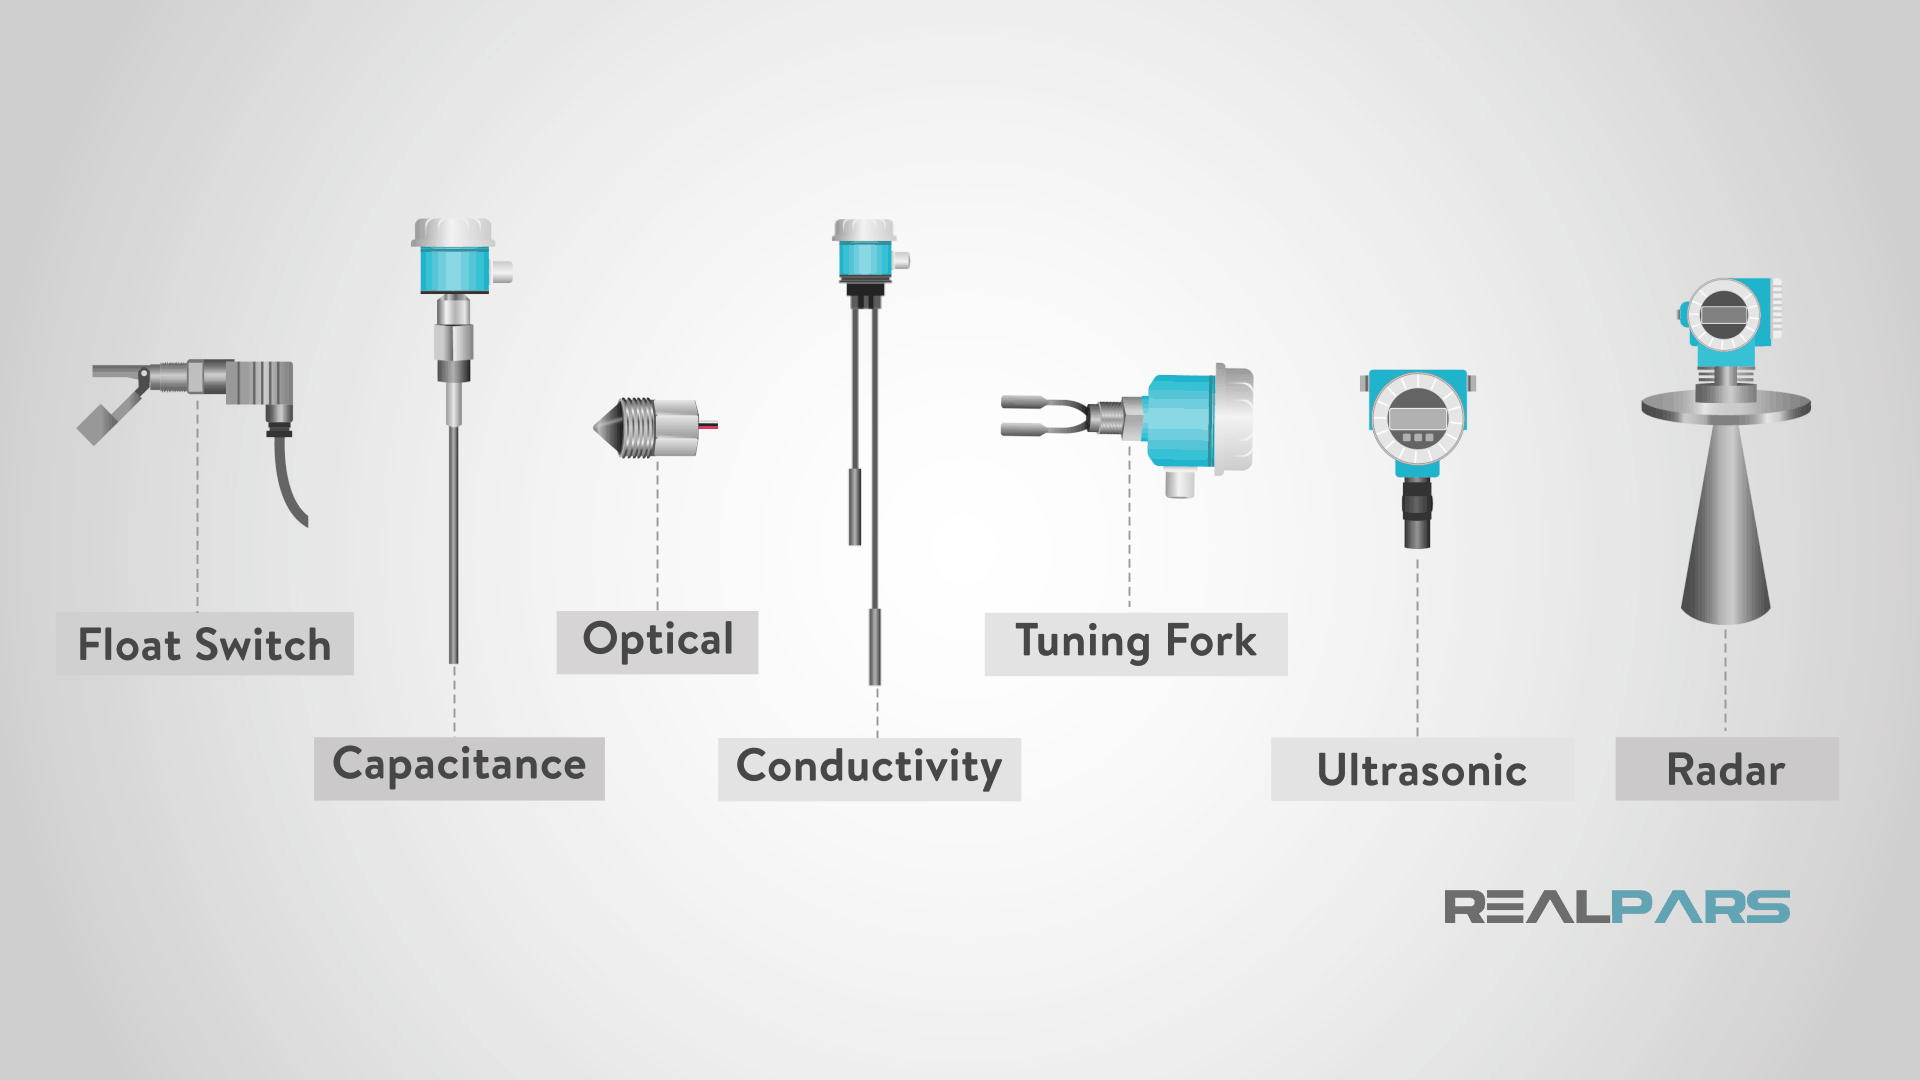 Float Switch
Capacitance
Optical
Conductivity
Tuning Fork
Ultrasonic
Radar
REALPARS